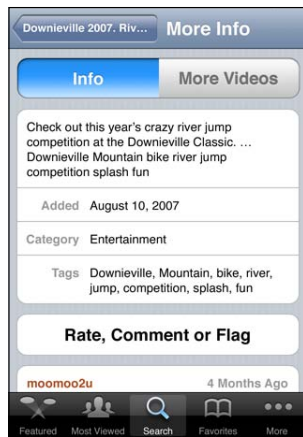 Downieville 2007. Riv... More Info
Info More Videos
Check out this year's crazy river jump
competition at the Downieville Classic. ...
Downieville Mountain bike river jump
competition splash fun
Added August 10, 2007
Category Entertainment
Tags Downieville, Mountain, bike, river,
jump, competition, splash, fun
Rate, Comment or Flag
moomoo2u 4 Months Ago
Featured Most Viewed Search Favorites More